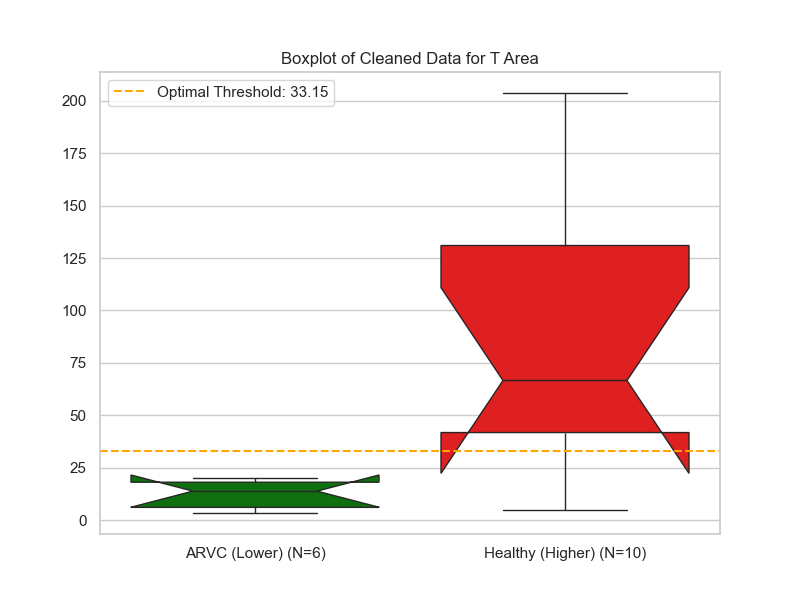 Boxplot of Cleaned Data for T Area
Optimal Threshold: 33.15
200
175
150
125
100
75
50
25
0
ARVC (Lower) (N=6)
Healthy (Higher) (N=10)